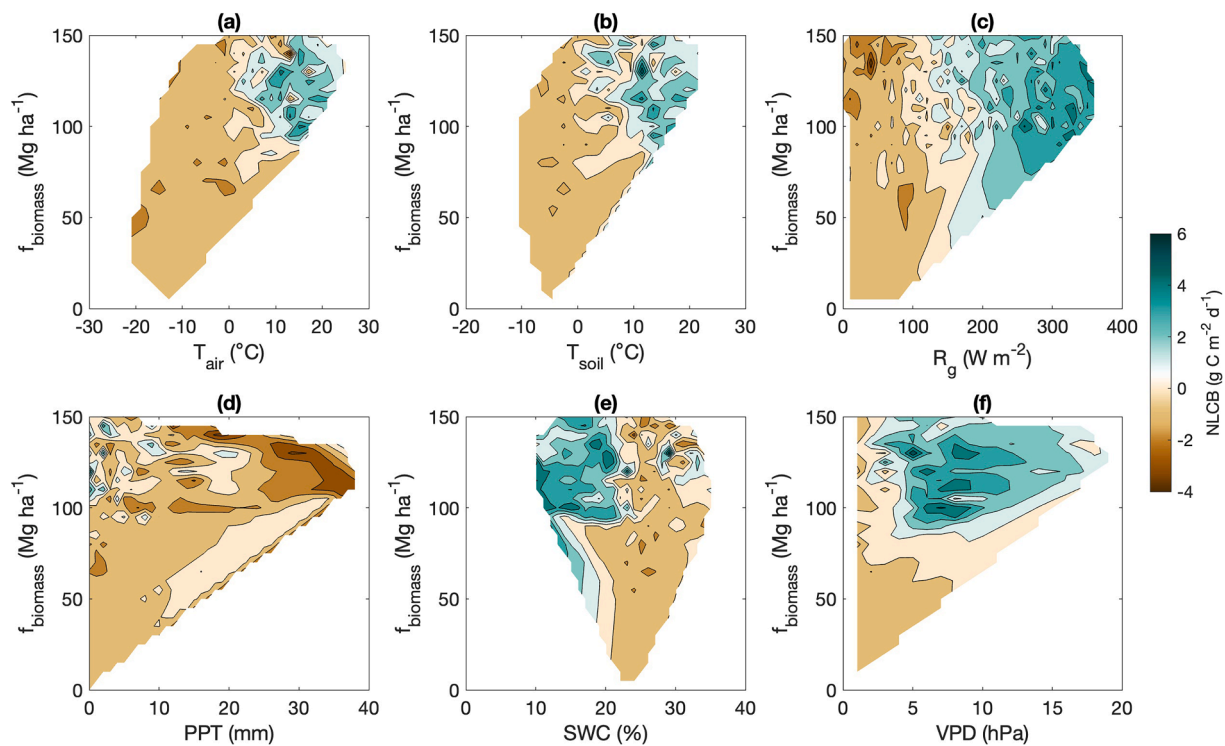 (a)
150
100
50
0
f_biomass (Mg ha⁻¹)
-30 -20 -10 0 10 20 30
T_air (°C)
(b)
150
100
50
0
f_biomass (Mg ha⁻¹)
-20 -10 0 10 20 30
T_soil (°C)
(c)
150
100
50
0
f_biomass (Mg ha⁻¹)
0 100 200 300 400
R_g (W m⁻²)
(d)
150
100
50
0
f_biomass (Mg ha⁻¹)
0 10 20 30 40
PPT (mm)
(e)
150
100
50
0
f_biomass (Mg ha⁻¹)
0 10 20 30 40
SWC (%)
(f)
150
100
50
0
f_biomass (Mg ha⁻¹)
0 5 10 15 20
VPD (hPa)
6
4
2
0
-2
-4
NLCB (g C m⁻² d⁻¹)